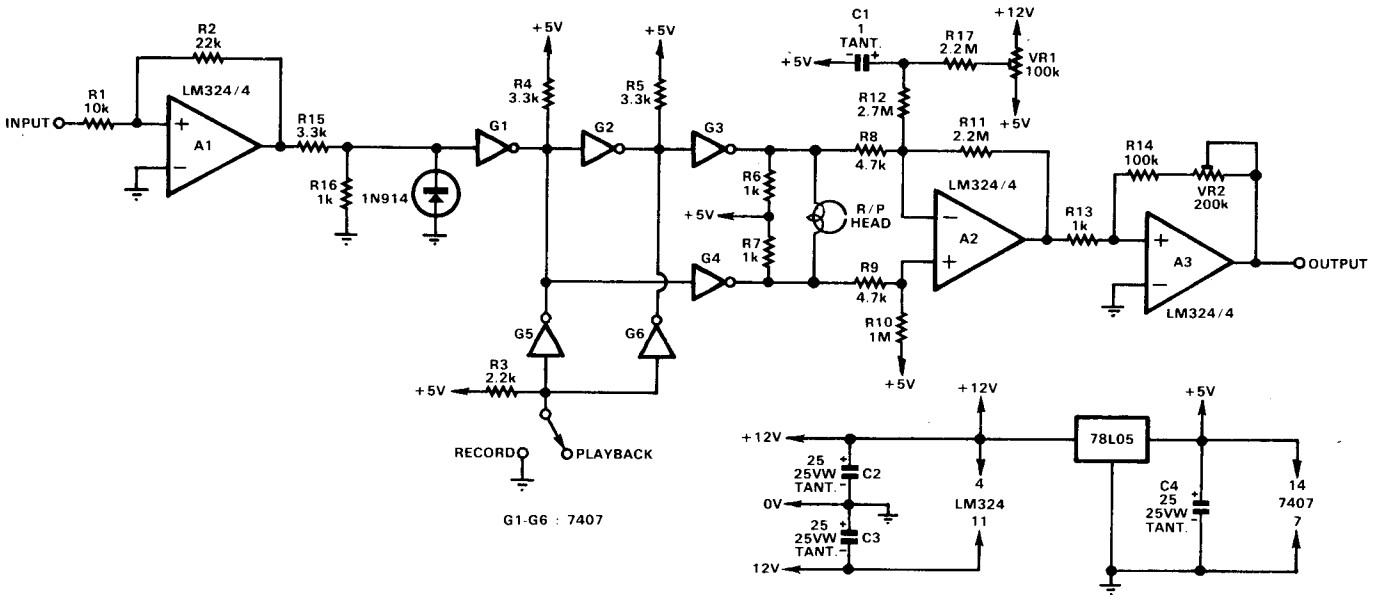 INPUT
R1
10k
R2
22k
LM324/4
+
A1
−
R15
3.3k
R16
1k
1N914
G1
+5V
R4
3.3k
G2
+5V
R5
3.3k
G3
G4
G5
G6
R6
1k
+5V
R7
1k
R/P
HEAD
+5V
R3
2.2k
RECORD
PLAYBACK
G1-G6 : 7407
C1
1
TANT.
- +
+5V
R17
2.2M
+12V
VR1
100k
+5V
R12
2.7M
R8
4.7k
R11
2.2M
LM324/4
−
A2
+
R9
4.7k
R10
1M
+5V
R13
1k
R14
100k
VR2
200k
+
A3
−
LM324/4
OUTPUT
+12V
+12V
25
25VW
TANT.
+
-
C2
0V
25
25VW
TANT.
+
-
C3
12V
4
LM324
11
78L05
+5V
C4
25
25VW
TANT.
+
-
14
7407
7